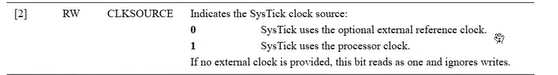 [2] RW CLKSOURCE Indicates the SysTick clock source:
0 SysTick uses the optional external reference clock.
1 SysTick uses the processor clock.
If no external clock is provided, this bit reads as one and ignores writes.